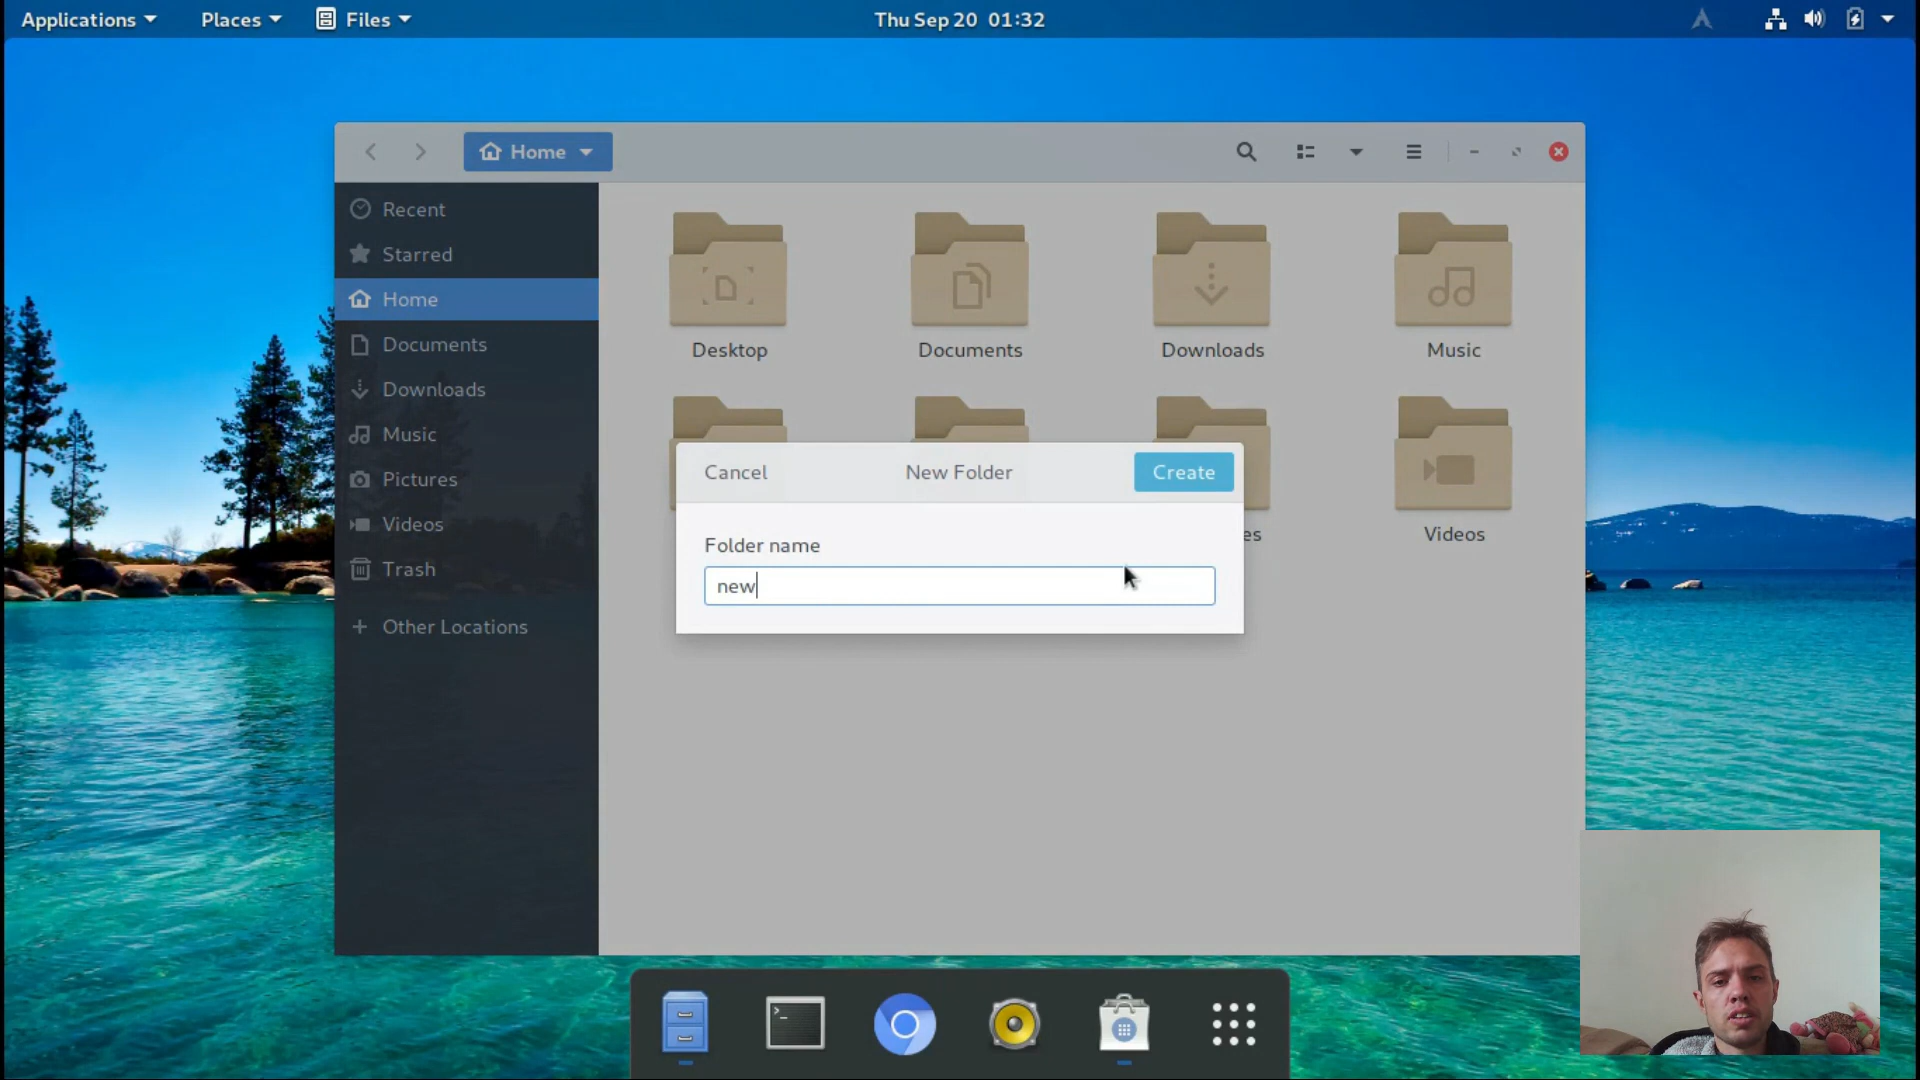 Applications
Places
Files
Thu Sep 20 01:32
Home
Recent
Starred
Home
Documents
Downloads
Music
Pictures
Videos
Trash
Other Locations
Desktop
Documents
Downloads
Music
es
Videos
Cancel
New Folder
Create
Folder name
new
>_